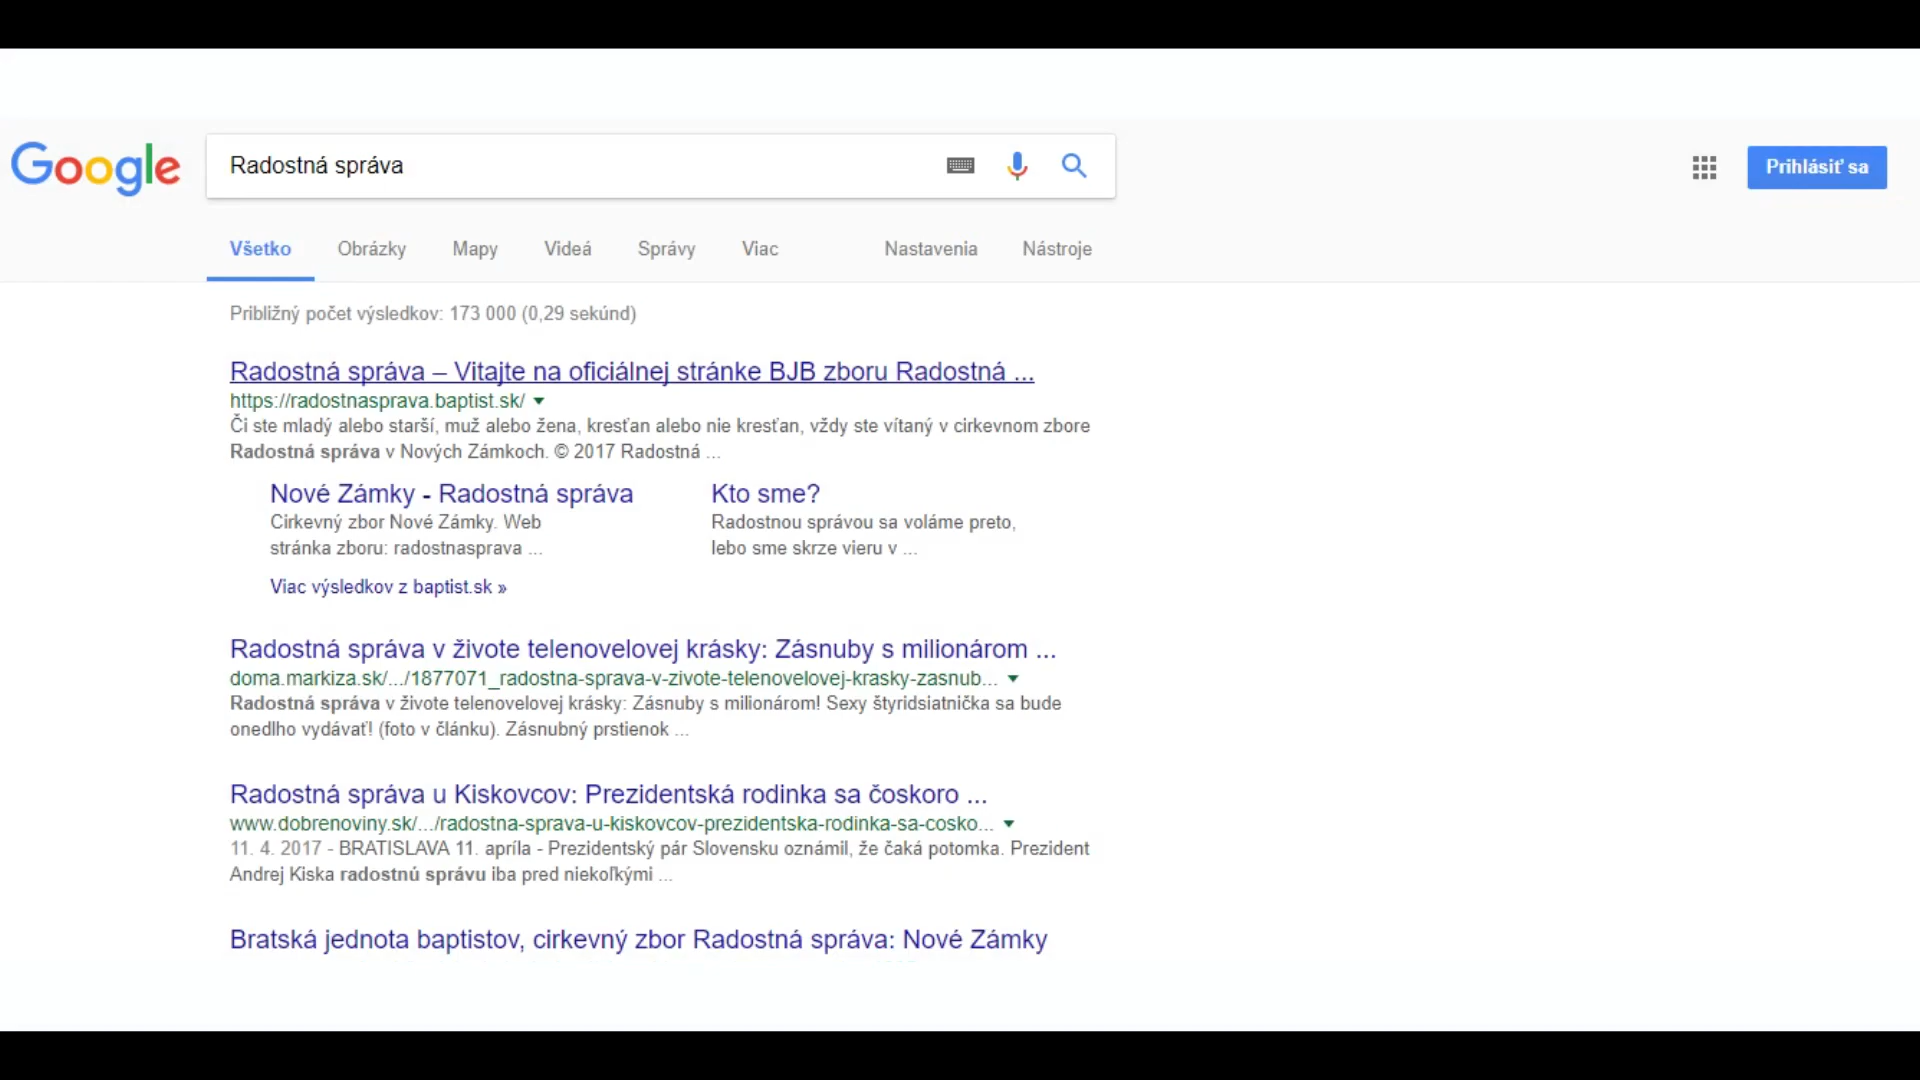 Google
Radostná správa
Prihlásiť sa
Všetko Obrázky Mapy Videá Správy Viac Nastavenia Nástroje
Približný počet výsledkov: 173 000 (0,29 sekúnd)
Radostná správa – Vitajte na oficiálnej stránke BJB zboru Radostná ...
https://radostnasprava.baptist.sk/
Či ste mladý alebo starší, muž alebo žena, kresťan alebo nie kresťan, vždy ste vítaný v cirkevnom zbore
Radostná správa v Nových Zámkoch. © 2017 Radostná ...
Nové Zámky - Radostná správa
Cirkevný zbor Nové Zámky. Web
stránka zboru: radostnasprava ...
Kto sme?
Radostnou správou sa voláme preto,
lebo sme skrze vieru v ...
Viac výsledkov z baptist.sk »
Radostná správa v živote telenovelovej krásky: Zásnuby s milionárom ...
doma.markiza.sk/.../1877071_radostna-sprava-v-zivote-telenovelovej-krasky-zasnub...
Radostná správa v živote telenovelovej krásky: Zásnuby s milionárom! Sexy štyridsiatnička sa bude
onedlho vydávať! (foto v článku). Zásnubný prstienok ...
Radostná správa u Kiskovcov: Prezidentská rodinka sa čoskoro ...
www.dobrenoviny.sk/.../radostna-sprava-u-kiskovcov-prezidentska-rodinka-sa-cosko...
11. 4. 2017 - BRATISLAVA 11. apríla - Prezidentský pár Slovensku oznámil, že čaká potomka. Prezident
Andrej Kiska radostnú správu iba pred niekoľkými ...
Bratská jednota baptistov, cirkevný zbor Radostná správa: Nové Zámky